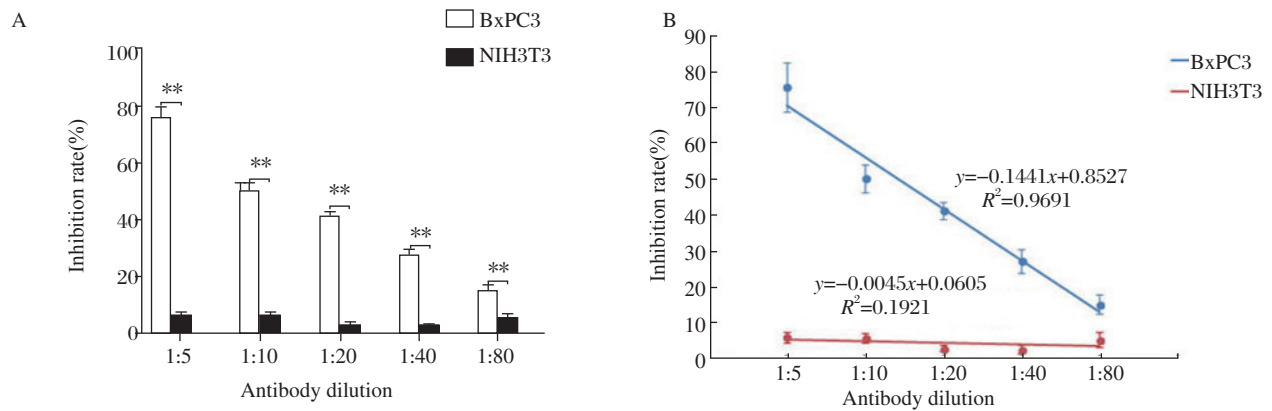 A
BxPC3
NIH3T3
100
80
60
40
20
0
Inhibition rate(%)
**
**
**
**
**
1:5 1:10 1:20 1:40 1:80
Antibody dilution
B
BxPC3
NIH3T3
90
80
70
60
50
40
30
20
10
0
Inhibition rate(%)
y=−0.1441x+0.8527
R²=0.9691
y=−0.0045x+0.0605
R²=0.1921
1:5 1:10 1:20 1:40 1:80
Antibody dilution